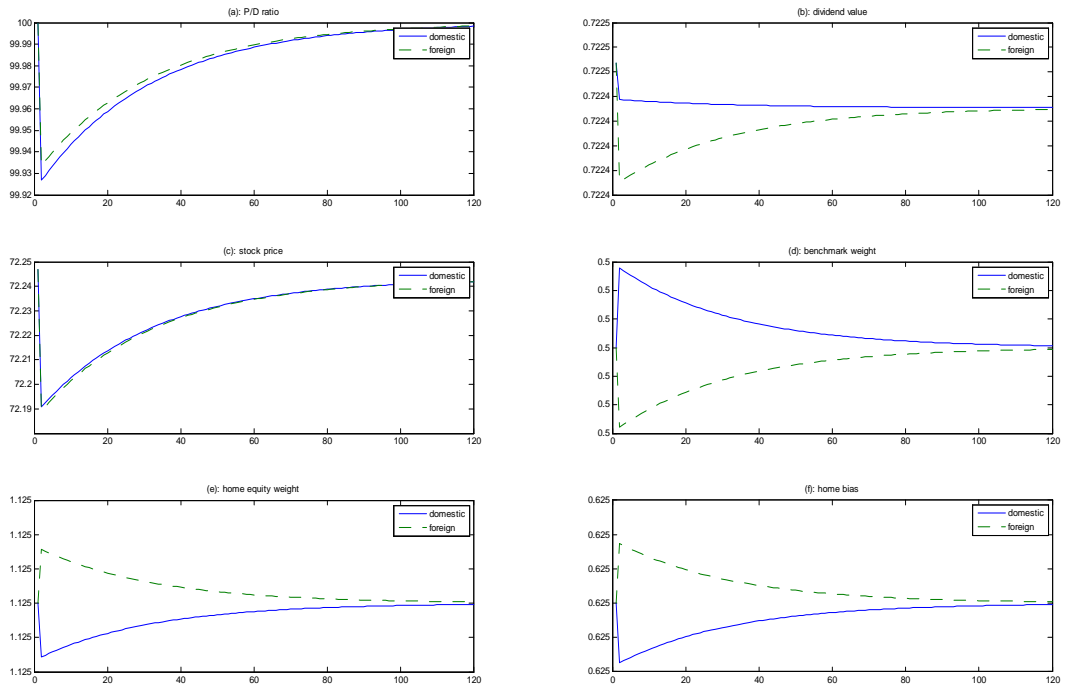 (a): P/D ratio
100
99.99
99.98
99.97
99.96
99.95
99.94
99.93
99.92
0 20 40 60 80 100 120
domestic
foreign
(b): dividend value
0.7225
0.7225
0.7225
0.7224
0.7224
0.7224
0.7224
0.7224
0 20 40 60 80 100 120
domestic
foreign
(c): stock price
72.25
72.24
72.23
72.22
72.21
72.2
72.19
0 20 40 60 80 100 120
domestic
foreign
(d): benchmark weight
0.5
0.5
0.5
0.5
0.5
0.5
0.5
0 20 40 60 80 100 120
domestic
foreign
(e): home equity weight
1.125
1.125
1.125
1.125
1.125
1.125
0 20 40 60 80 100 120
domestic
foreign
(f): home bias
0.625
0.625
0.625
0.625
0.625
0.625
0 20 40 60 80 100 120
domestic
foreign